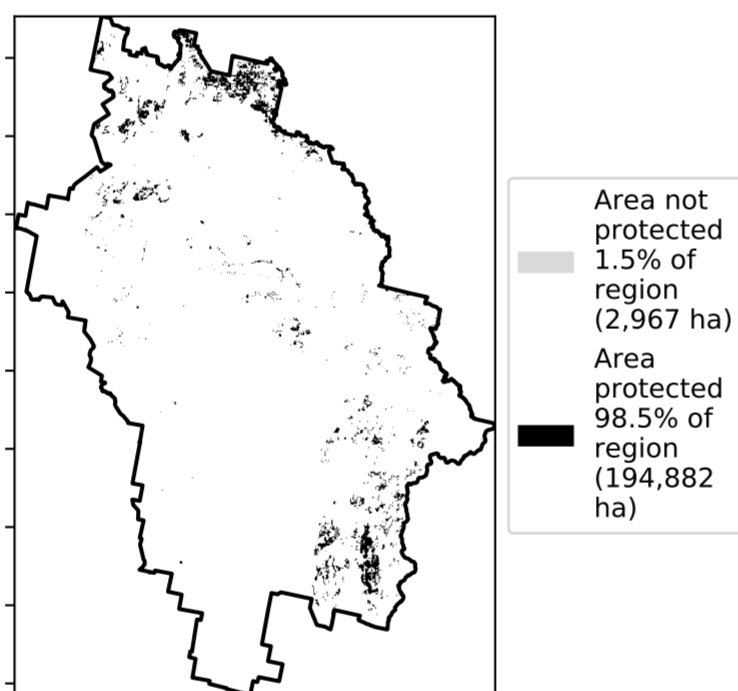 Area not
protected
1.5% of
region
(2,967 ha)
Area
protected
98.5% of
region
(194,882
ha)